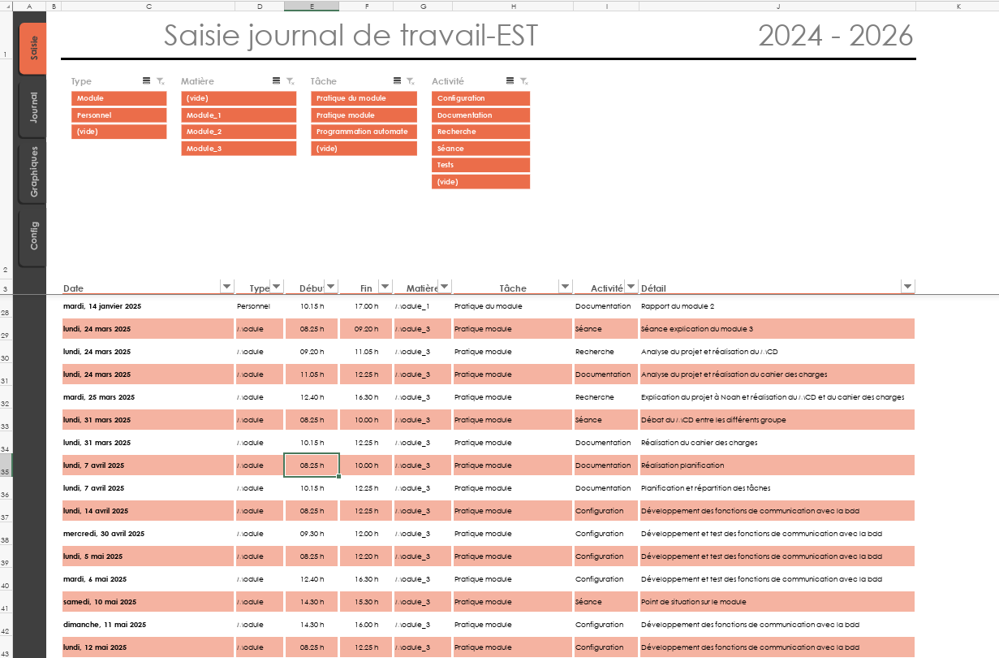 A B C D E F G H I J K
Saisie journal de travail-EST 2024 - 2026
1
Saisie
Journal
Graphiques
Config
Type Matière Tâche Activité
Module (vide) Pratique du module Configuration
Personnel Module_1 Pratique module Documentation
(vide) Module_2 Programmation automate Recherche
Module_3 (vide) Séance
Tests
(vide)
2
3 Date Type Début Fin Matière Tâche Activité Détail
28 mardi, 14 janvier 2025 Personnel 10.15 h 17.00 h Module_1 Pratique du module Documentation Rapport du module 2
29 lundi, 24 mars 2025 Module 08.25 h 09.20 h Module_3 Pratique module Séance Séance explication du module 3
30 lundi, 24 mars 2025 Module 09.20 h 11.05 h Module_3 Pratique module Recherche Analyse du projet et réalisation du MCD
31 lundi, 24 mars 2025 Module 11.05 h 12.25 h Module_3 Pratique module Documentation Analyse du projet et réalisation du cahier des charges
32 mardi, 25 mars 2025 Module 12.40 h 16.30 h Module_3 Pratique module Recherche Explication du projet à Noah et réalisation du MCD et du cahier des charges
33 lundi, 31 mars 2025 Module 08.25 h 10.00 h Module_3 Pratique module Séance Débat du MCD entre les différents groupe
34 lundi, 31 mars 2025 Module 10.15 h 12.25 h Module_3 Pratique module Documentation Réalisation du cahier des charges
35 lundi, 7 avril 2025 Module 08.25 h 10.00 h Module_3 Pratique module Documentation Réalisation planification
36 lundi, 7 avril 2025 Module 10.15 h 12.25 h Module_3 Pratique module Documentation Planification et répartition des tâches
37 lundi, 14 avril 2025 Module 08.25 h 12.25 h Module_3 Pratique module Configuration Développement des fonctions de communication avec la bdd
38 mercredi, 30 avril 2025 Module 09.30 h 12.00 h Module_3 Pratique module Configuration Développement et test des fonctions de communication avec la bdd
39 lundi, 5 mai 2025 Module 08.25 h 12.20 h Module_3 Pratique module Configuration Développement et test des fonctions de communication avec la bdd
40 mardi, 6 mai 2025 Module 12.40 h 16.30 h Module_3 Pratique module Configuration Développement et test des fonctions de communication avec la bdd
41 samedi, 10 mai 2025 Module 14.30 h 15.30 h Module_3 Pratique module Séance Point de situation sur le module
42 dimanche, 11 mai 2025 Module 14.30 h 16.00 h Module_3 Pratique module Configuration Développement des fonctions de communication avec la bdd
43 lundi, 12 mai 2025 Module 08.25 h 12.25 h Module_3 Pratique module Configuration Développement des fonctions de communication avec la bdd